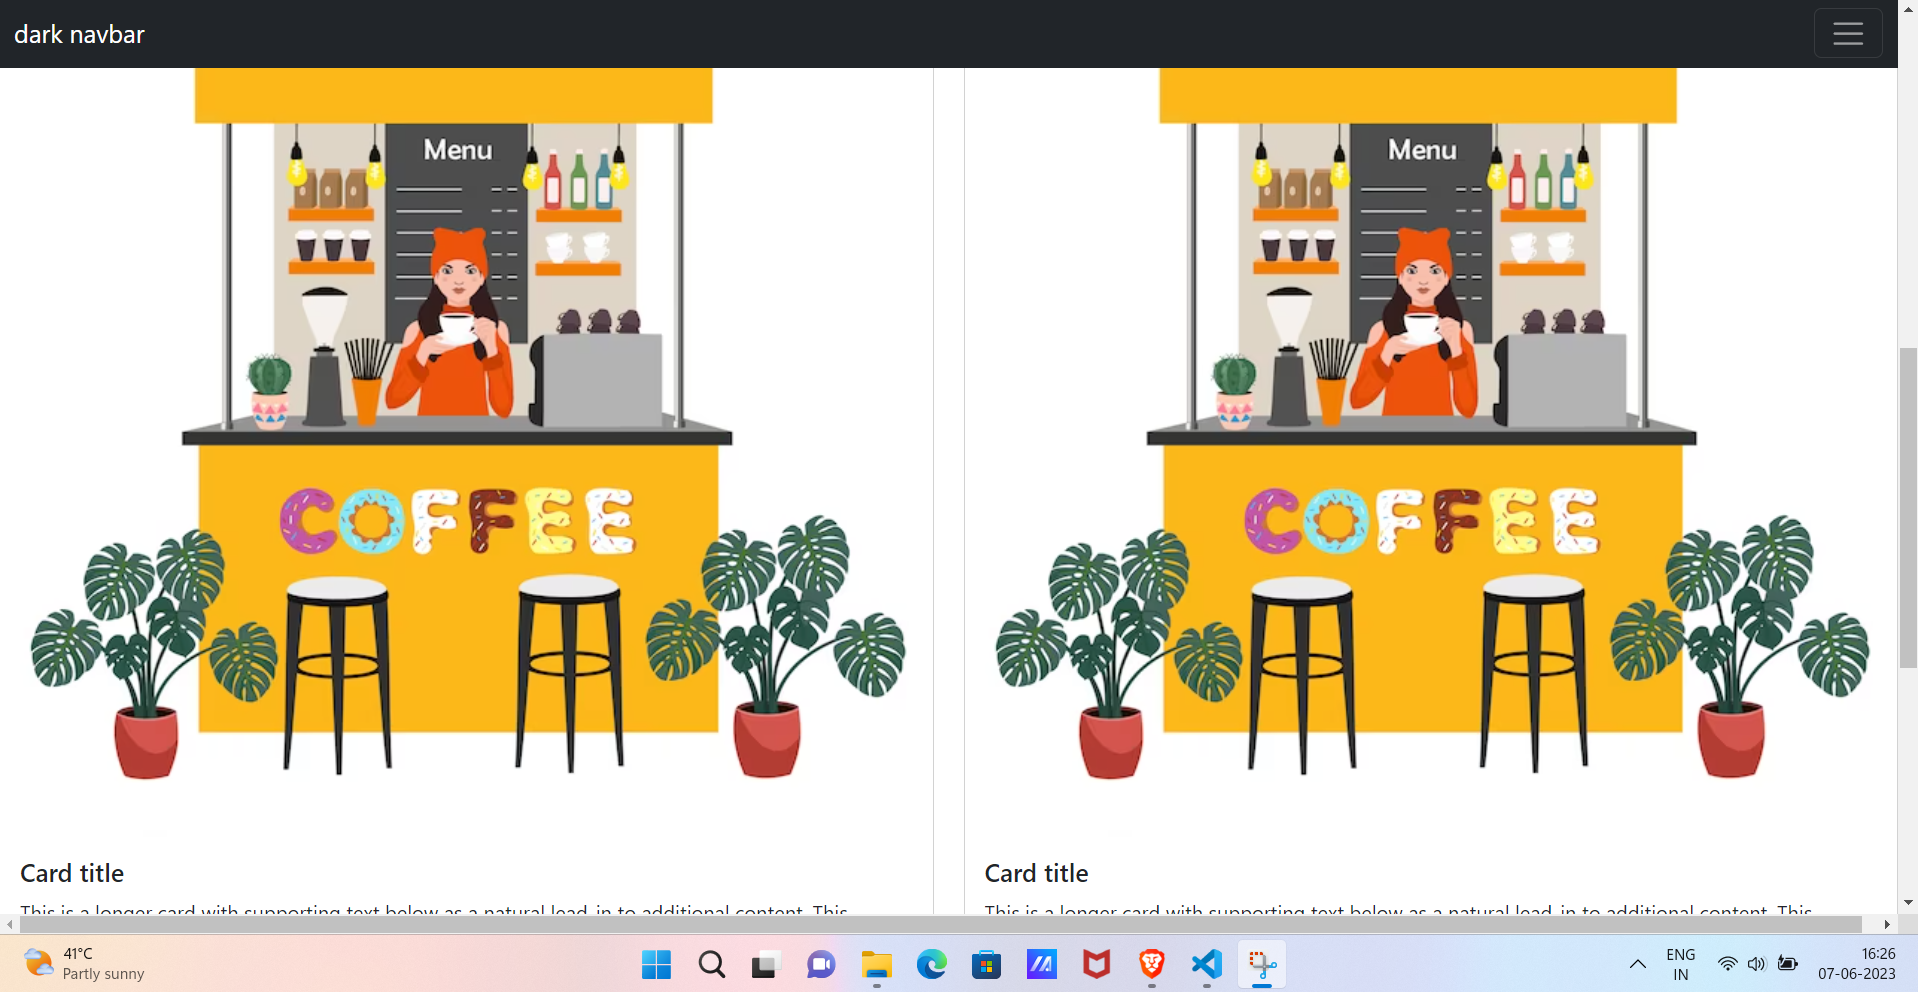 dark navbar
Menu
Menu
COFFEE
COFFEE
Card title
Card title
This is a longer card with supporting text below as a natural lead-in to additional content. This
This is a longer card with supporting text below as a natural lead-in to additional content. This
41°C
Partly sunny
ENG
IN
16:26
07-06-2023